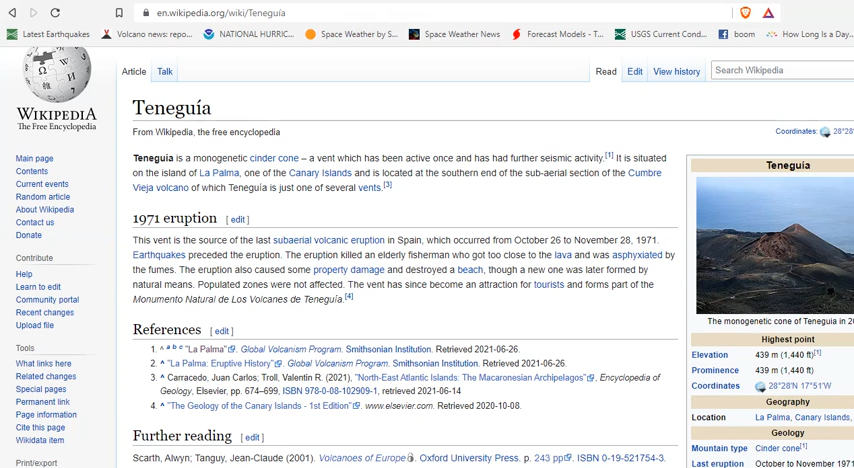 en.wikipedia.org/wiki/Teneguía
Latest Earthquakes Volcano news: repo... NATIONAL HURRIC... Space Weather by S... Space Weather News Forecast Models - T... USGS Current Cond... boom How Long Is a Day...
Article Talk Read Edit View history Search Wikipedia
WIKIPEDIA
The Free Encyclopedia
Main page
Contents
Current events
Random article
About Wikipedia
Contact us
Donate
Contribute
Help
Learn to edit
Community portal
Recent changes
Upload file
Tools
What links here
Related changes
Special pages
Permanent link
Page information
Cite this page
Wikidata item
Print/export
Teneguía
From Wikipedia, the free encyclopedia
Coordinates: 28°28'
Teneguía is a monogenetic cinder cone – a vent which has been active once and has had further seismic activity.[1] It is situated
on the island of La Palma, one of the Canary Islands and is located at the southern end of the sub-aerial section of the Cumbre
Vieja volcano of which Teneguía is just one of several vents.[3]
1971 eruption [ edit ]
This vent is the source of the last subaerial volcanic eruption in Spain, which occurred from October 26 to November 28, 1971.
Earthquakes preceded the eruption. The eruption killed an elderly fisherman who got too close to the lava and was asphyxiated by
the fumes. The eruption also caused some property damage and destroyed a beach, though a new one was later formed by
natural means. Populated zones were not affected. The vent has since become an attraction for tourists and forms part of the
Monumento Natural de Los Volcanes de Teneguía.[4]
References [ edit ]
1. ^ a b c "La Palma". Global Volcanism Program. Smithsonian Institution. Retrieved 2021-06-26.
2. ^ "La Palma: Eruptive History". Global Volcanism Program. Smithsonian Institution. Retrieved 2021-06-26.
3. ^ Carracedo, Juan Carlos; Troll, Valentin R. (2021), "North-East Atlantic Islands: The Macaronesian Archipelagos", Encyclopedia of
Geology, Elsevier, pp. 674–699, ISBN 978-0-08-102909-1, retrieved 2021-06-14
4. ^ "The Geology of the Canary Islands - 1st Edition". www.elsevier.com. Retrieved 2020-10-08.
Further reading [ edit ]
Scarth, Alwyn; Tanguy, Jean-Claude (2001). Volcanoes of Europe. Oxford University Press. p. 243 pp. ISBN 0-19-521754-3.
Teneguía
The monogenetic cone of Teneguía in 20
Highest point
Elevation 439 m (1,440 ft)[1]
Prominence 439 m (1,440 ft)
Coordinates 28°28′N 17°51′W
Geography
Location La Palma, Canary Islands,
Geology
Mountain type Cinder cone[1]
Last eruption October to November 1971